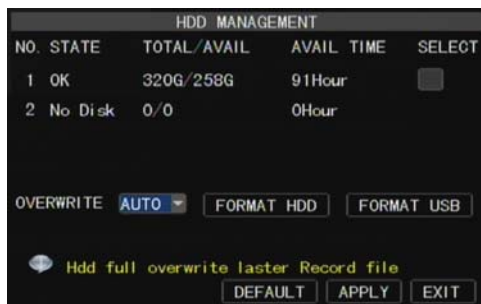 HDD MANAGEMENT
NO. STATE TOTAL/AVAIL AVAIL TIME SELECT
1 OK 320G/258G 91Hour
2 No Disk 0/0 0Hour
OVERWRITE AUTO FORMAT HDD FORMAT USB
Hdd full overwrite laster Record file
DEFAULT APPLY EXIT